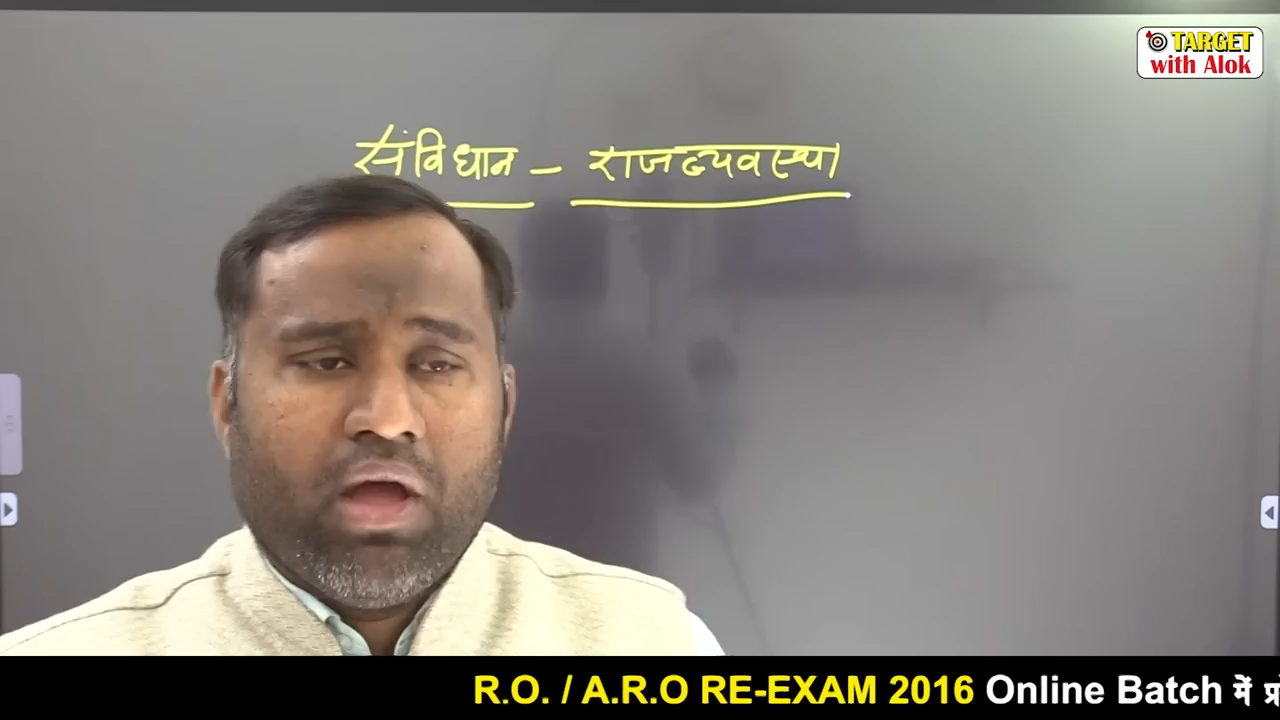 TARGET
with Alok
संविधान – राजव्यवस्था
R.O. / A.R.O RE-EXAM 2016 Online Batch में